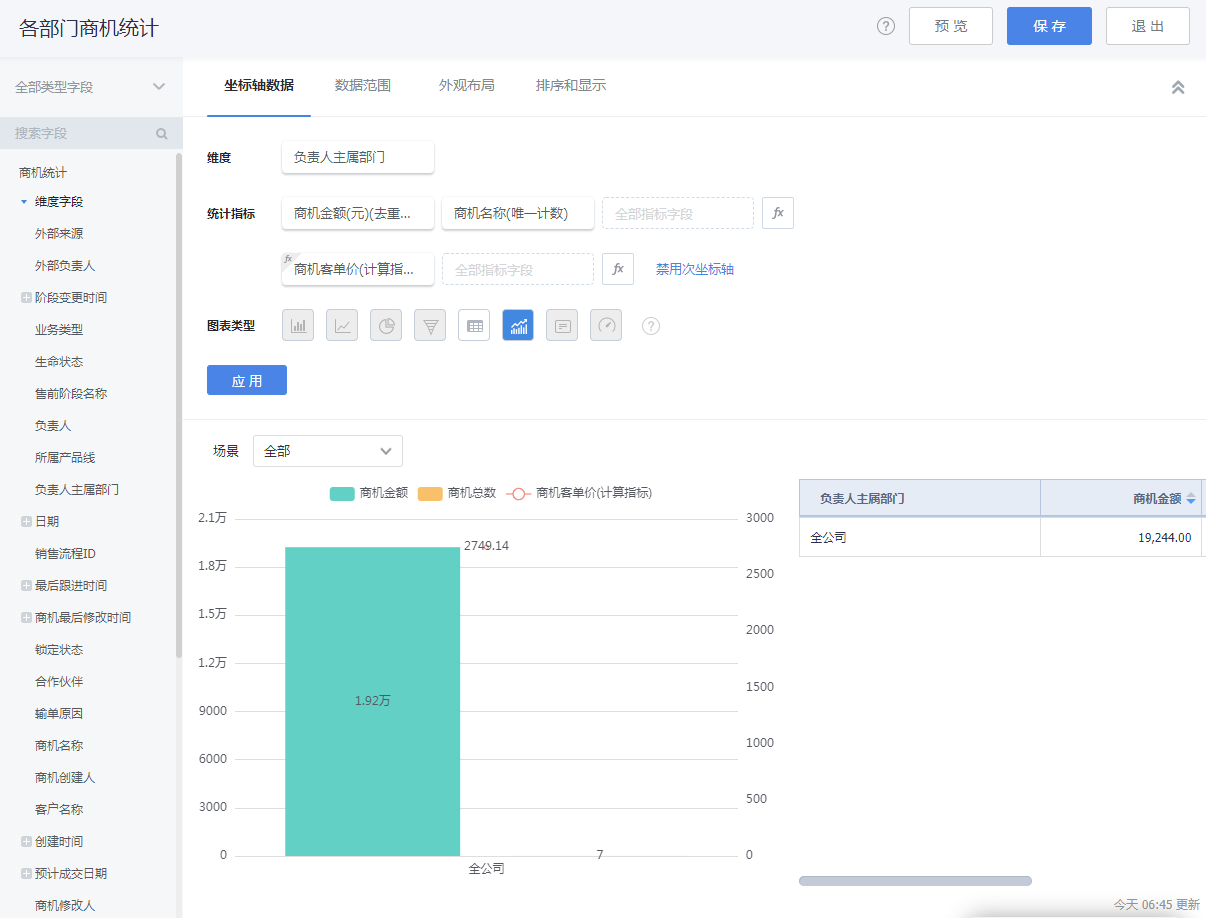 各部门商机统计
?
预 览
保 存
退 出
全部类型字段
搜索字段
商机统计
维度字段
外部来源
外部负责人
阶段变更时间
业务类型
生命状态
售前阶段名称
负责人
所属产品线
负责人主属部门
日期
销售流程ID
最后跟进时间
商机最后修改时间
锁定状态
合作伙伴
输单原因
商机名称
商机创建人
客户名称
创建时间
预计成交日期
商机修改人
坐标轴数据 数据范围 外观布局 排序和显示
维度 负责人主属部门
统计指标 商机金额(元)(去重... 商机名称(唯一计数) 全部指标字段 fx
fx 商机客单价(计算指... 全部指标字段 fx 禁用次坐标轴
图表类型 ?
应 用
场景 全部
商机金额 商机总数 商机客单价(计算指标)
2.1万
1.8万
1.5万
1.2万
9000
6000
3000
0
2749.14
1.92万
7
全公司
3000
2500
2000
1500
1000
500
0
负责人主属部门 商机金额
全公司 19,244.00
今天 06:45 更新